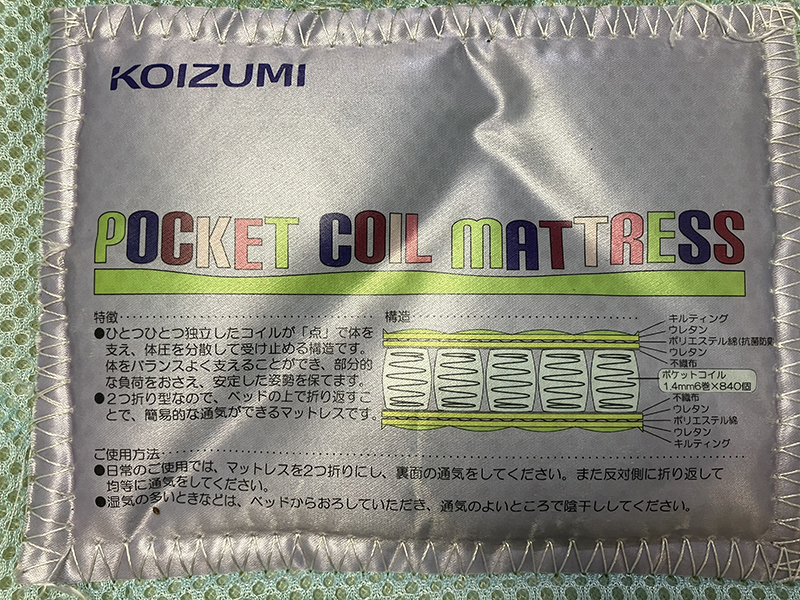 KOIZUMI
POCKET COIL MATTRESS
特徴
●ひとつひとつ独立したコイルが「点」で体を
支え、体圧を分散して受け止める構造です。
体をバランスよく支えることができ、部分的
な負荷をおさえ、安定した姿勢を保てます。
●2つ折り型なので、ベッドの上で折り返すこ
とで、簡易的な通気ができるマットレスです。
構造
キルティング
ウレタン
ポリエステル綿(抗菌防
ウレタン
不織布
ポケットコイル
1.4mm6巻×840個
不織布
ウレタン
ポリエステル綿
ウレタン
キルティング
ご使用方法
●日常のご使用では、マットレスを2つ折りにし、裏面の通気をしてください。また反対側に折り返して
均等に通気をしてください。
●湿気の多いときなどは、ベッドからおろしていただき、通気のよいところで陰干ししてください。